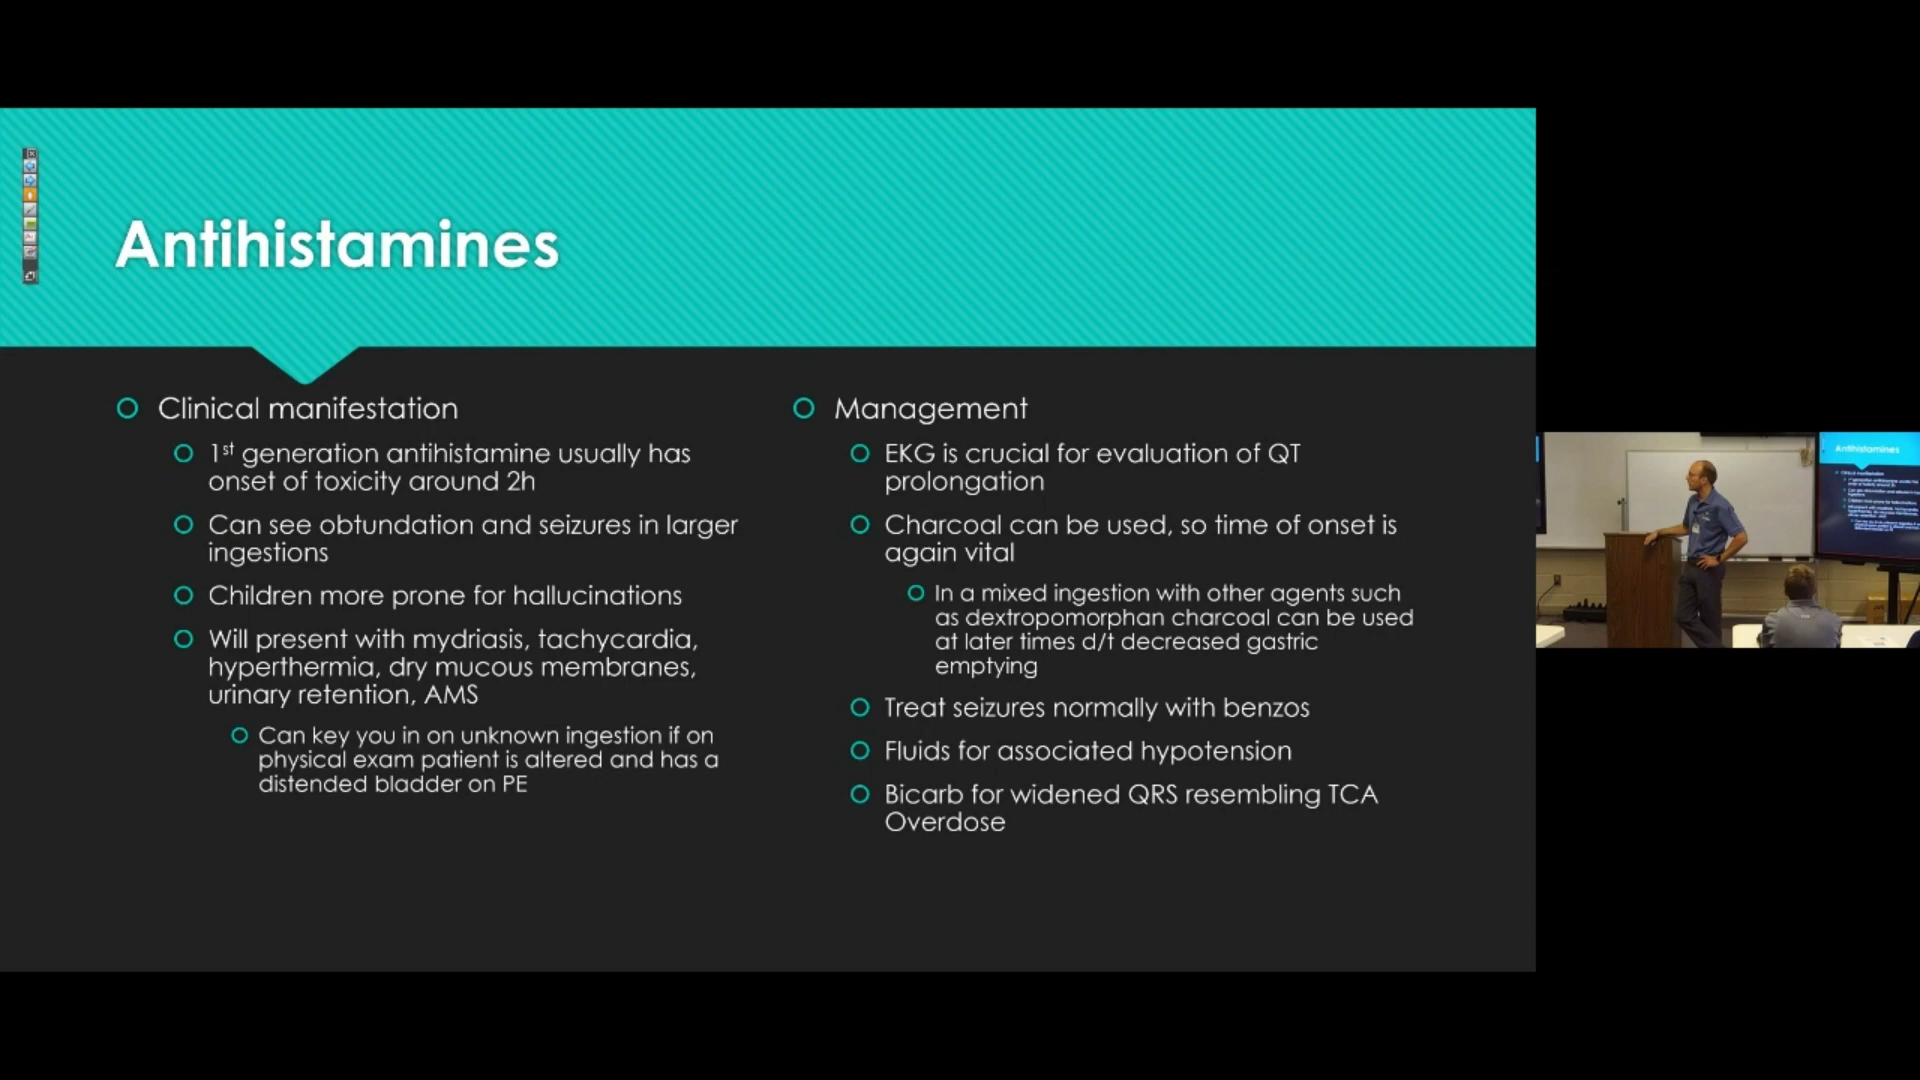 Antihistamines
Clinical manifestation
1st generation antihistamine usually has
onset of toxicity around 2h
Can see obtundation and seizures in larger
ingestions
Children more prone for hallucinations
Will present with mydriasis, tachycardia,
hyperthermia, dry mucous membranes,
urinary retention, AMS
Can key you in on unknown ingestion if on
physical exam patient is altered and has a
distended bladder on PE
Management
EKG is crucial for evaluation of QT
prolongation
Charcoal can be used, so time of onset is
again vital
In a mixed ingestion with other agents such
as dextropomorphan charcoal can be used
at later times d/t decreased gastric
emptying
Treat seizures normally with benzos
Fluids for associated hypotension
Bicarb for widened QRS resembling TCA
Overdose
Antihistamines